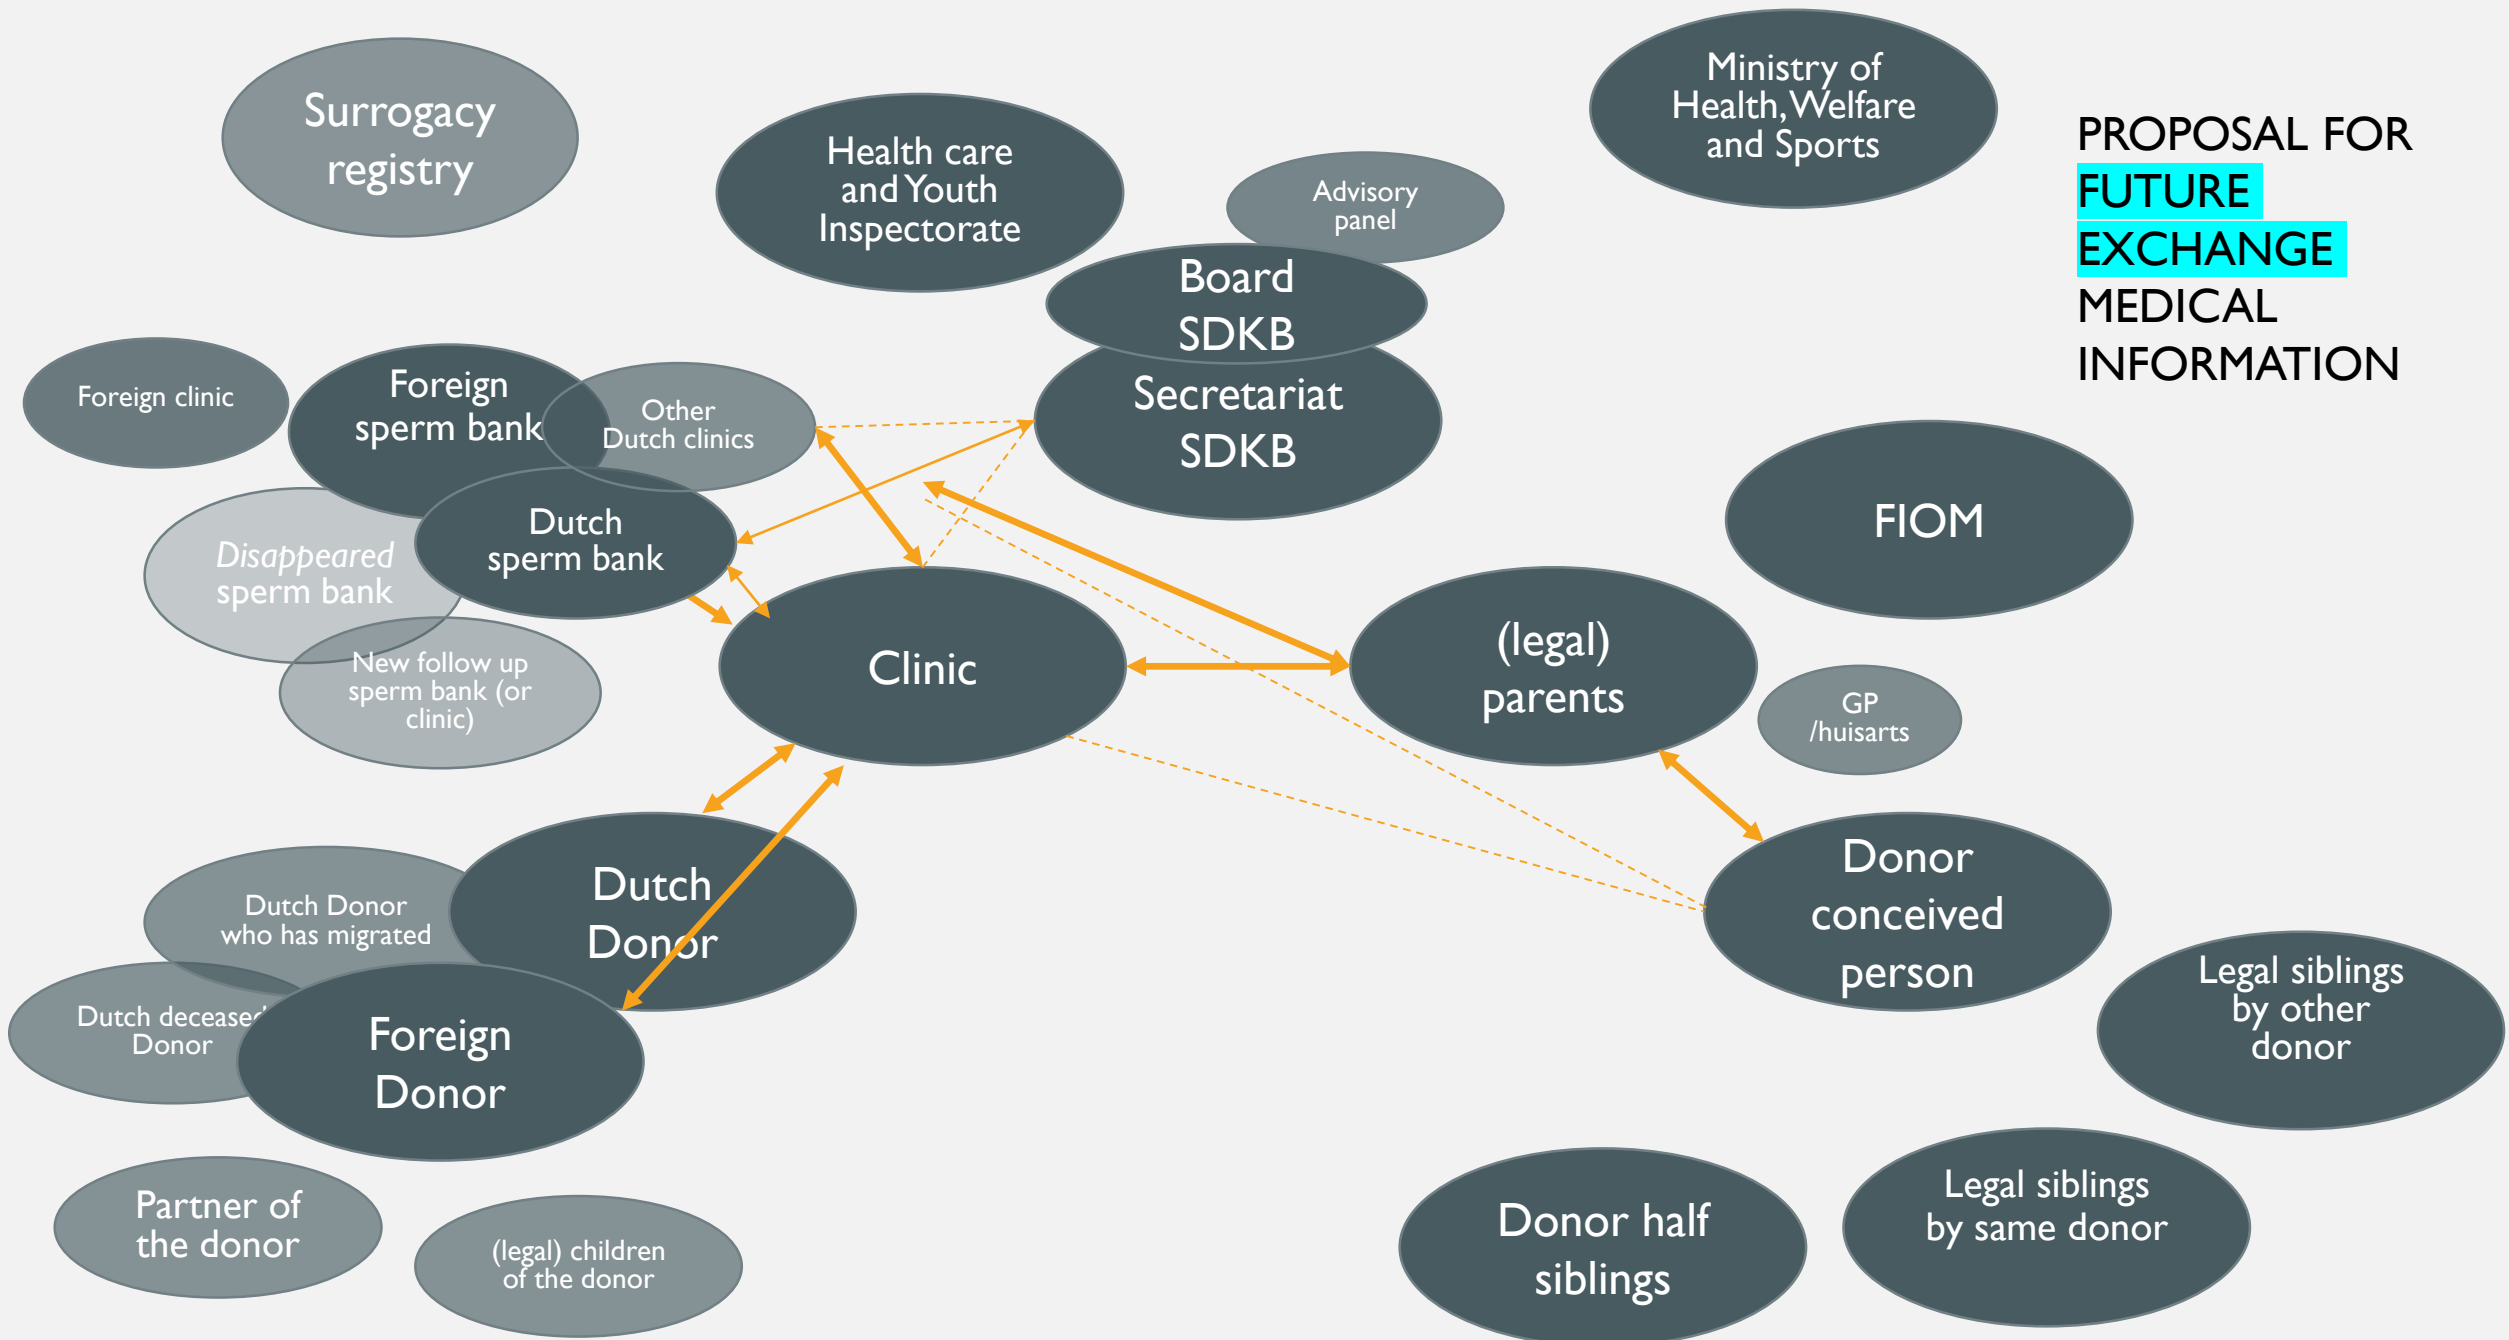 Surrogacy
registry
Health care
and Youth
Inspectorate
Ministry of
Health, Welfare
and Sports
PROPOSAL FOR
FUTURE
EXCHANGE
MEDICAL
INFORMATION
Advisory
panel
Board
SDKB
Secretariat
SDKB
Foreign clinic
Foreign
sperm bank
Other
Dutch clinics
Dutch
sperm bank
Disappeared
sperm bank
New follow up
sperm bank (or
clinic)
FIOM
Clinic
(legal)
parents
GP
/huisarts
Dutch
Donor
Donor
conceived
person
Dutch Donor
who has migrated
Dutch deceased
Donor
Foreign
Donor
Legal siblings
by other
donor
Partner of
the donor
(legal) children
of the donor
Donor half
siblings
Legal siblings
by same donor